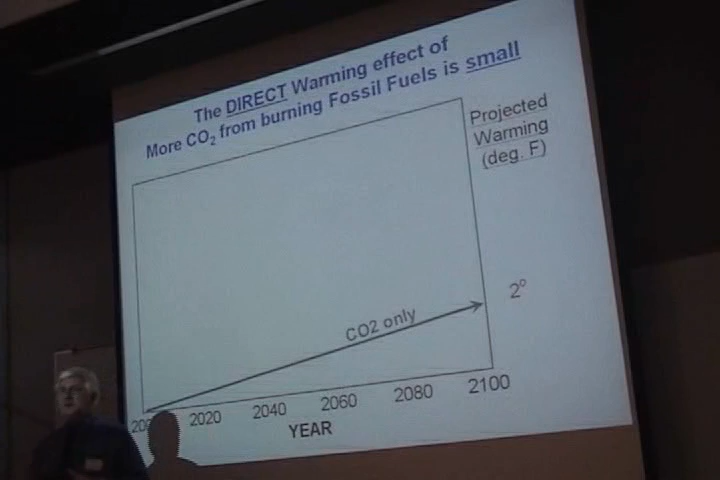 The DIRECT Warming effect of
More CO₂ from burning Fossil Fuels is small
Projected
Warming
(deg. F)
2°
CO2 only
2020 2040 2060 2080 2100
YEAR